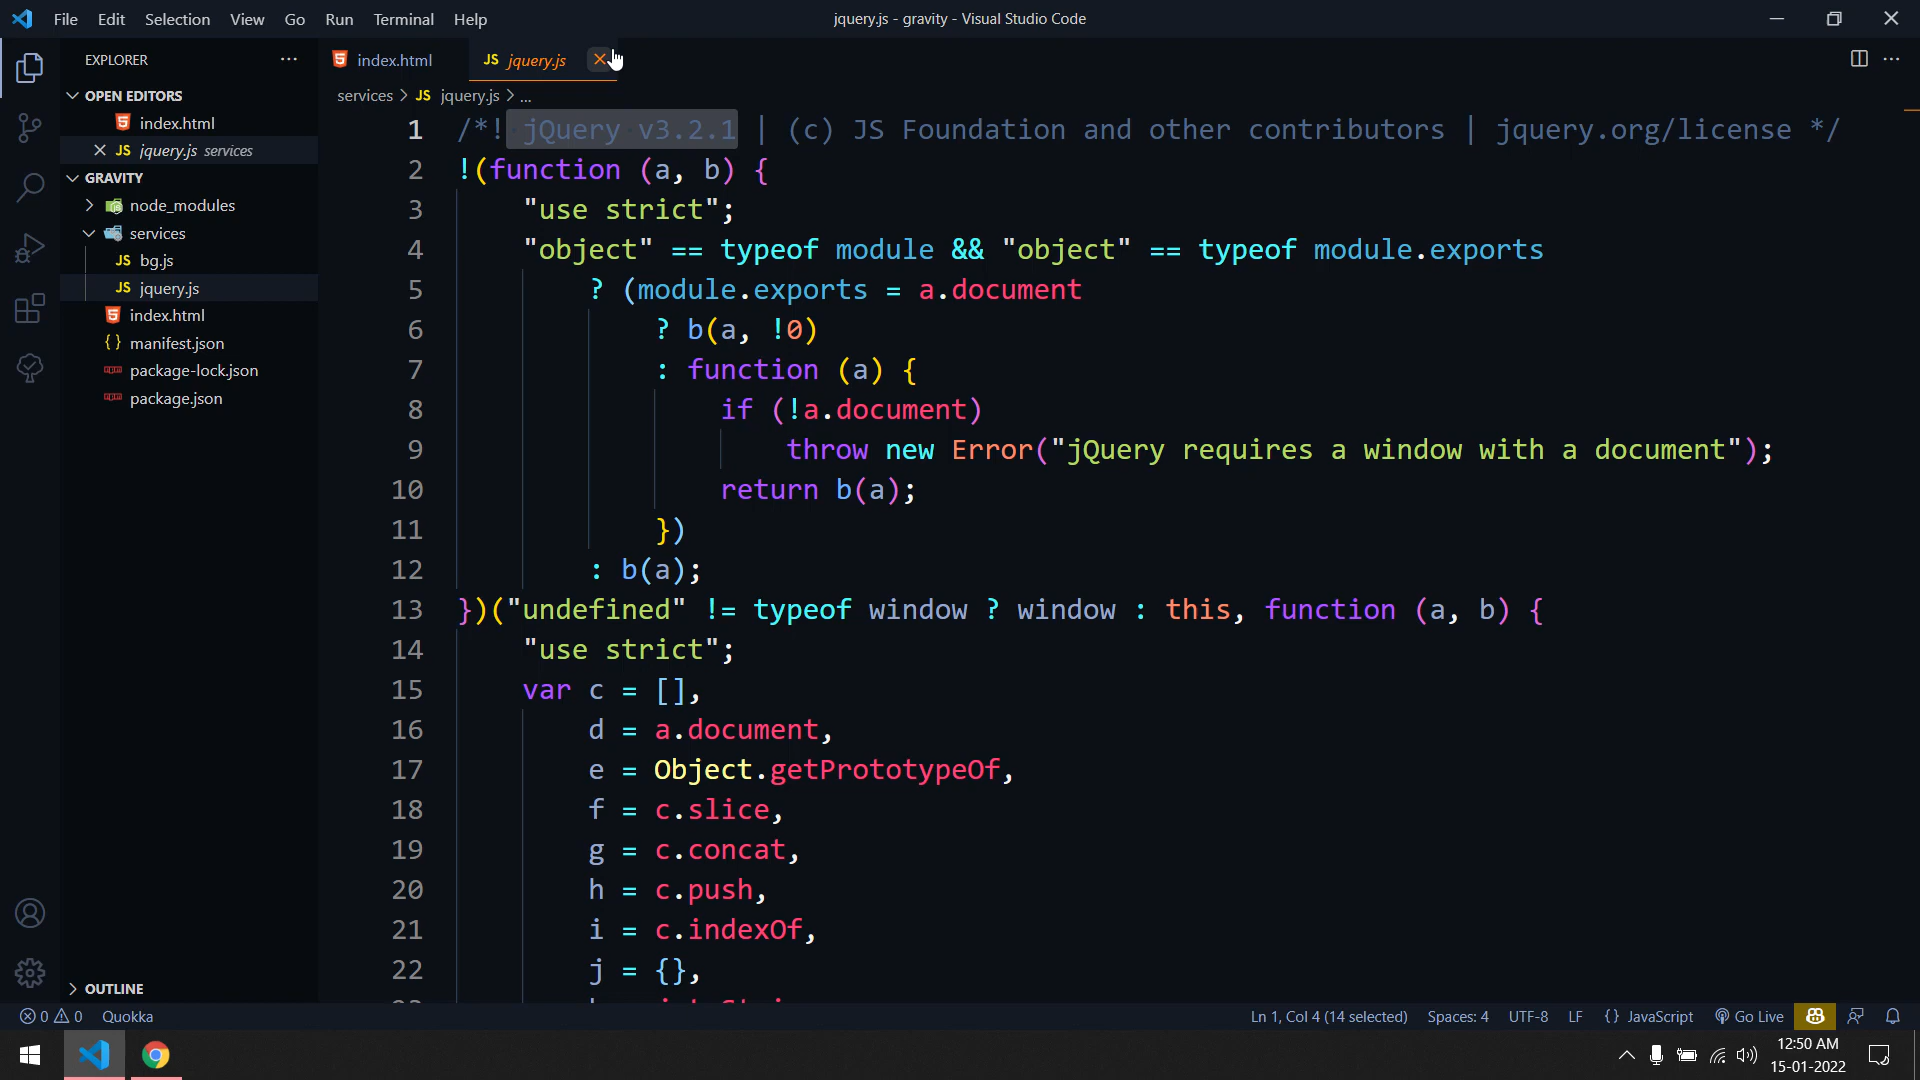 File Edit Selection View Go Run Terminal Help
jquery.js - gravity - Visual Studio Code
EXPLORER
OPEN EDITORS
index.html
JS jquery.js services
GRAVITY
node_modules
services
JS bg.js
JS jquery.js
index.html
{ } manifest.json
package-lock.json
package.json
OUTLINE
index.html
JS jquery.js
services > JS jquery.js > ...
1 /*! jQuery v3.2.1 | (c) JS Foundation and other contributors | jquery.org/license */
2 !(function (a, b) {
3 "use strict";
4 "object" == typeof module && "object" == typeof module.exports
5 ? (module.exports = a.document
6 ? b(a, !0)
7 : function (a) {
8 if (!a.document)
9 throw new Error("jQuery requires a window with a document");
10 return b(a);
11 })
12 : b(a);
13 })("undefined" != typeof window ? window : this, function (a, b) {
14 "use strict";
15 var c = [],
16 d = a.document,
17 e = Object.getPrototypeOf,
18 f = c.slice,
19 g = c.concat,
20 h = c.push,
21 i = c.indexOf,
22 j = {},
0 0 Quokka
Ln 1, Col 4 (14 selected) Spaces: 4 UTF-8 LF { } JavaScript Go Live
12:50 AM
15-01-2022